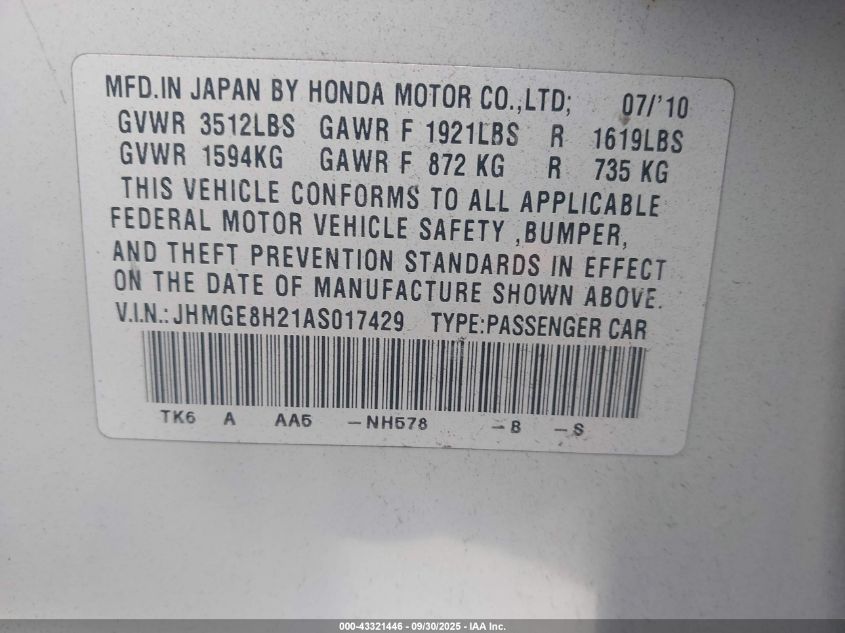 MFD.IN JAPAN BY HONDA MOTOR CO.,LTD; 07/'10
GVWR 3512LBS GAWR F 1921LBS R 1619LBS
GVWR 1594KG GAWR F 872 KG R 735 KG
THIS VEHICLE CONFORMS TO ALL APPLICABLE
FEDERAL MOTOR VEHICLE SAFETY ,BUMPER,
AND THEFT PREVENTION STANDARDS IN EFFECT
ON THE DATE OF MANUFACTURE SHOWN ABOVE.
V.I.N.: JHMGE8H21AS017429 TYPE:PASSENGER CAR
TK6 A AA5 –NH578 –B –S
000-43321446 - 09/30/2025 - IAA Inc.